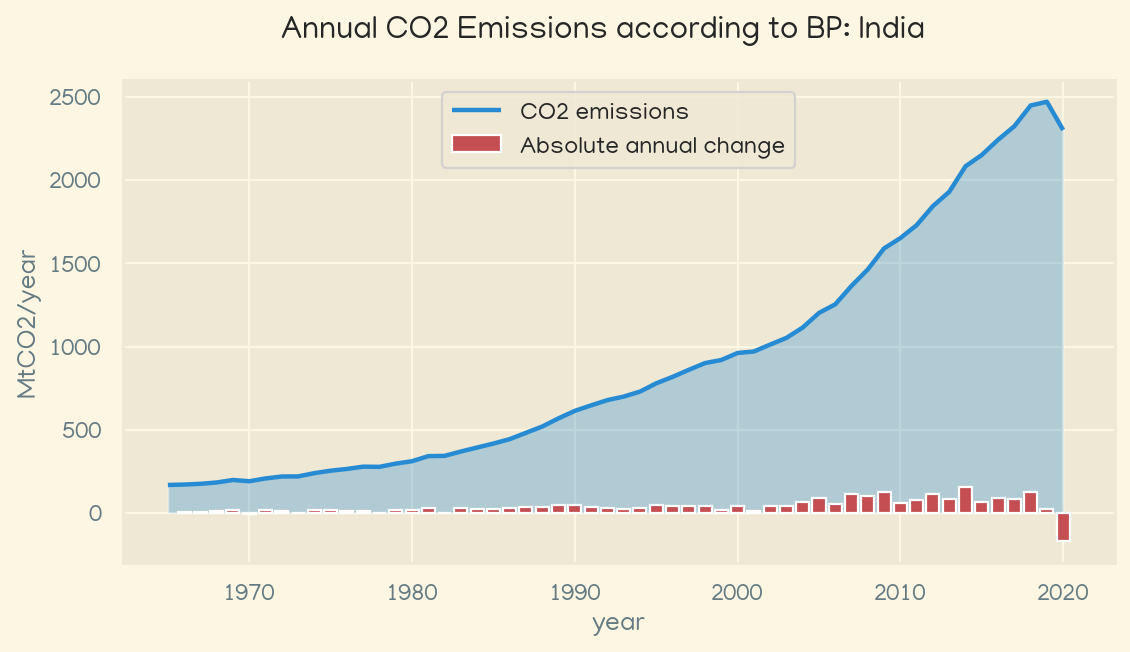 Annual CO2 Emissions according to BP: India
CO2 emissions
Absolute annual change
MtCO2/year
2500
2000
1500
1000
500
0
1970
1980
1990
2000
2010
2020
year